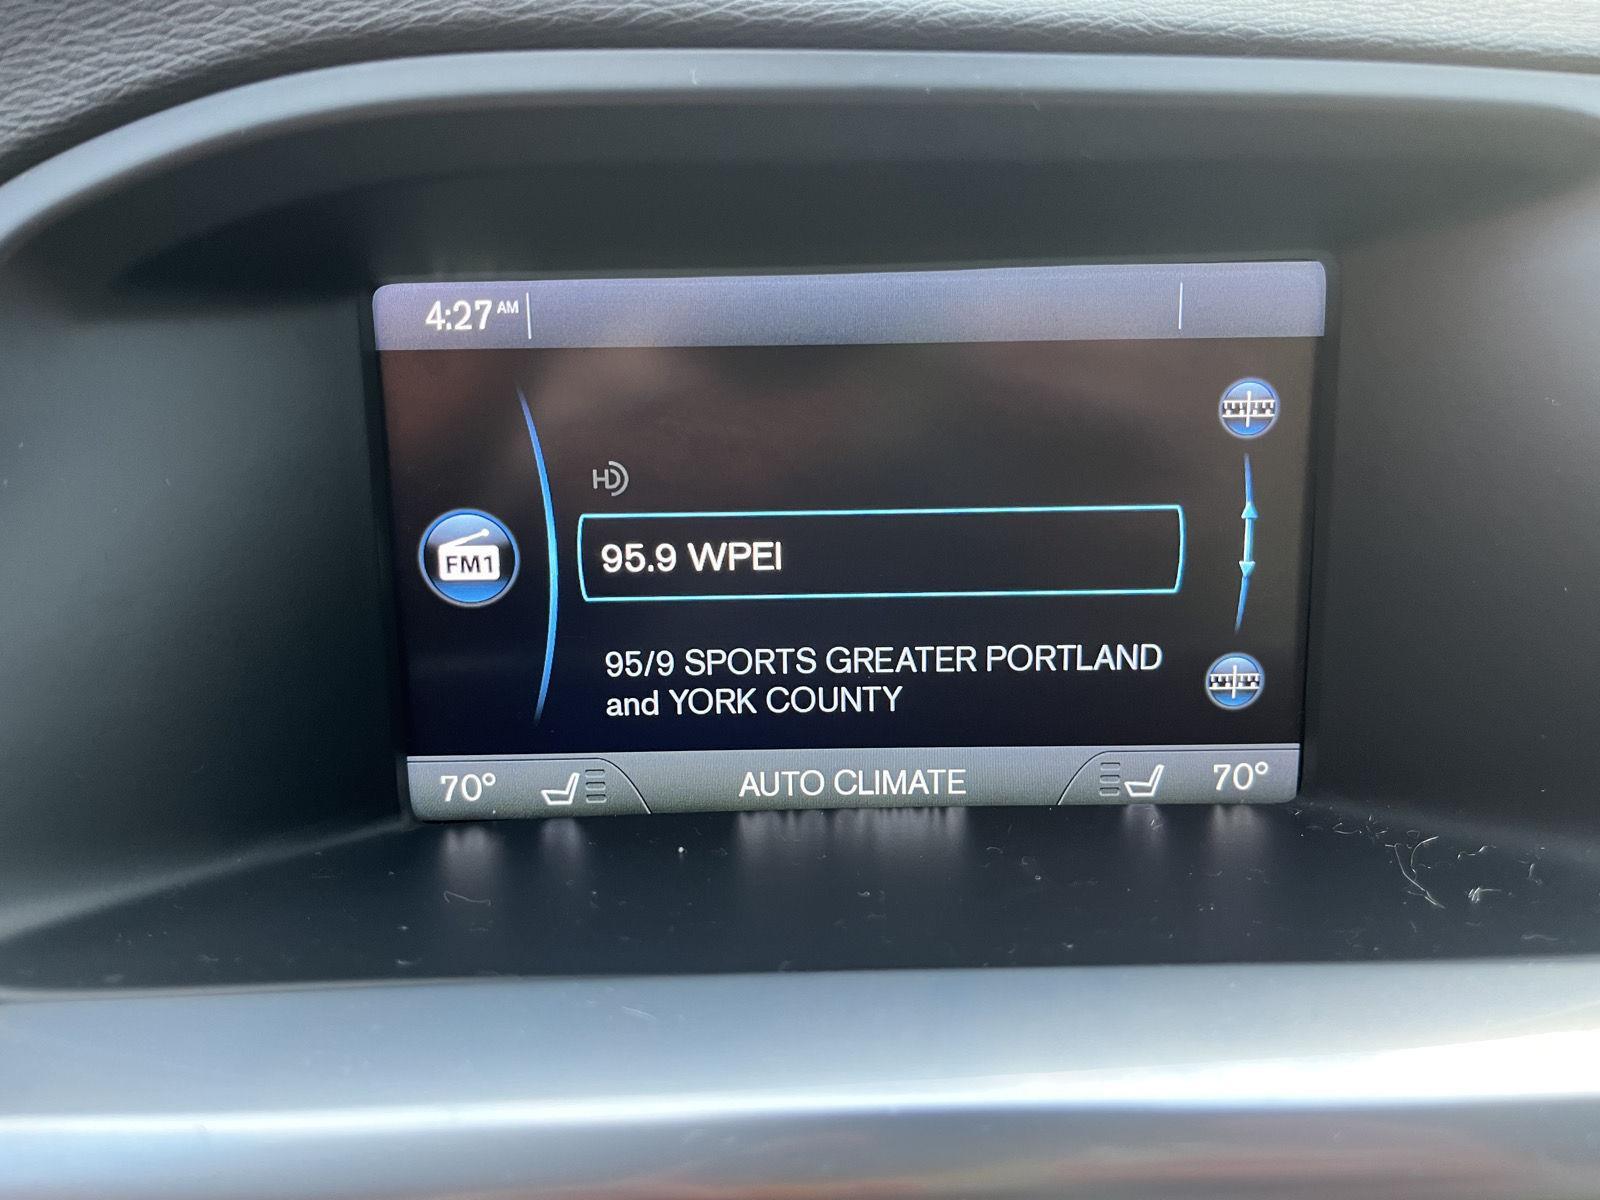 4:27 AM
HD
95.9 WPEI
FM1
95/9 SPORTS GREATER PORTLAND
and YORK COUNTY
70° AUTO CLIMATE 70°